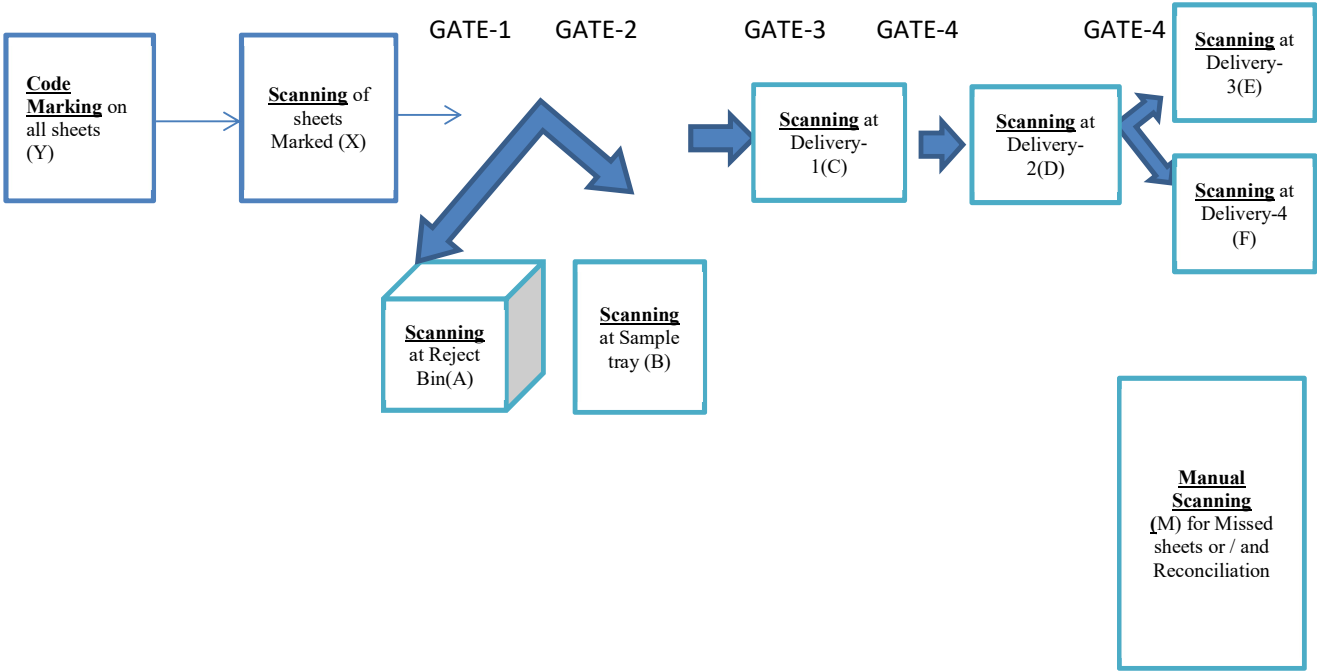 GATE-1
GATE-2
GATE-3
GATE-4
GATE-4
Code
Marking on
all sheets
(Y)
Scanning of
sheets
Marked (X)
Scanning
at Reject
Bin(A)
Scanning
at Sample
tray (B)
Scanning at
Delivery-
1(C)
Scanning at
Delivery-
2(D)
Scanning at
Delivery-
3(E)
Scanning at
Delivery-4
(F)
Manual
Scanning
(M) for Missed
sheets or / and
Reconciliation